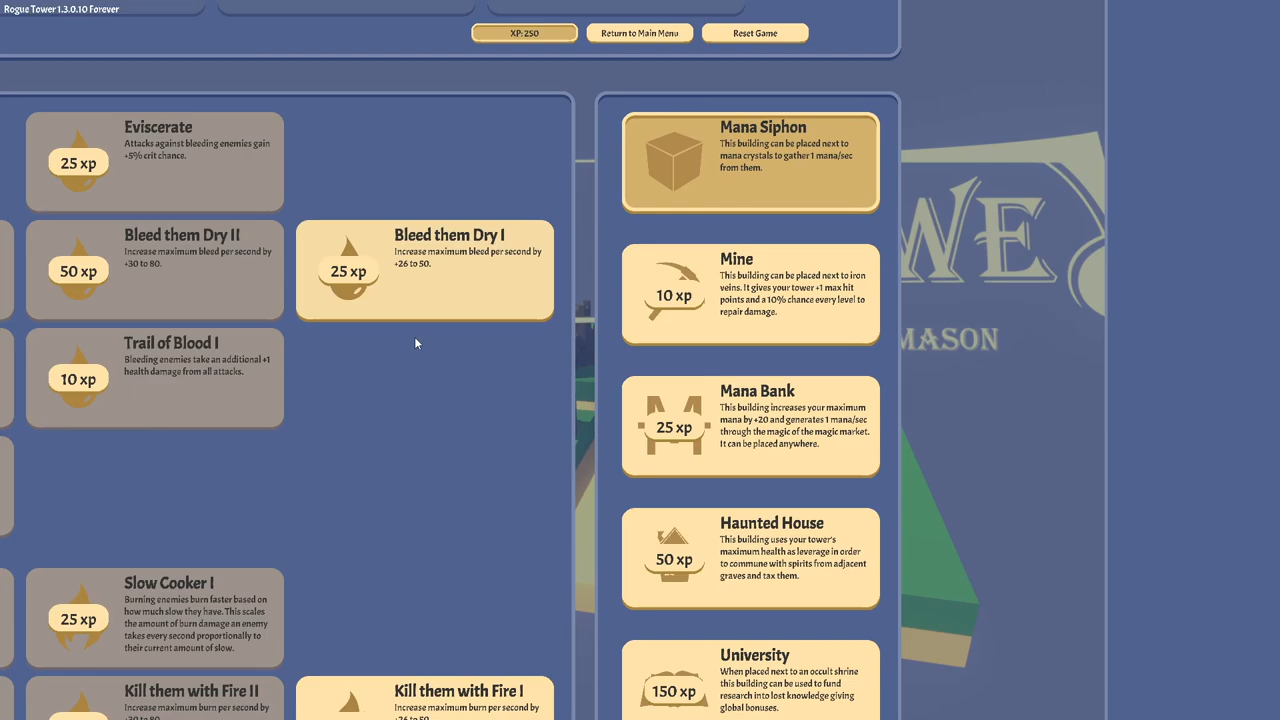 Rogue Tower 1.3.0.10 Forever
XP: 250
Return to Main Menu
Reset Game
Eviscerate
Attacks against bleeding enemies gain
+5% crit chance.
25 xp
Bleed them Dry II
Increase maximum bleed per second by
+30 to 80.
50 xp
Bleed them Dry I
Increase maximum bleed per second by
+26 to 50.
25 xp
Trail of Blood I
Bleeding enemies take an additional +1
health damage from all attacks.
10 xp
Slow Cooker I
Burning enemies burn faster based on
how much slow they have. This scales
the amount of burn damage an enemy
takes every second proportionally to
their current amount of slow.
25 xp
Kill them with Fire II
Increase maximum burn per second by
Kill them with Fire I
Increase maximum burn per second by
Mana Siphon
This building can be placed next to
mana crystals to gather 1 mana/sec
from them.
Mine
This building can be placed next to iron
veins. It gives your tower +1 max hit
points and a 10% chance every level to
repair damage.
10 xp
Mana Bank
This building increases your maximum
mana by +20 and generates 1 mana/sec
through the magic of the magic market.
It can be placed anywhere.
25 xp
Haunted House
This building uses your tower's
maximum health as leverage in order
to commune with spirits from adjacent
graves and tax them.
50 xp
University
When placed next to an occult shrine
this building can be used to fund
research into lost knowledge giving
global bonuses.
150 xp
WE
MASON